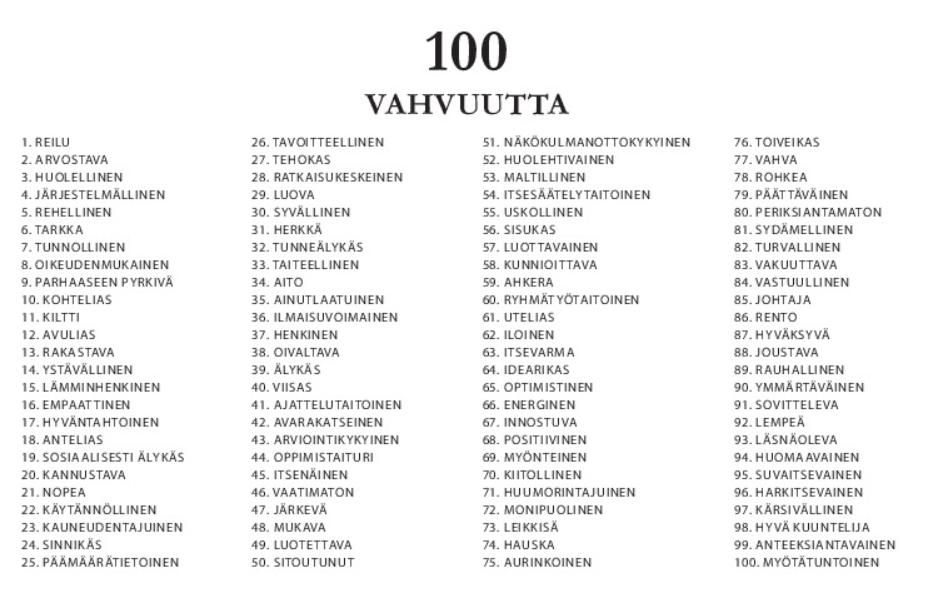 100
VAHVUUTTA
1. REILU
2. ARVOSTAVA
3. HUOLELLINEN
4. JÄRJESTELMÄLLINEN
5. REHELLINEN
6. TARKKA
7. TUNNOLLINEN
8. OIKEUDENMUKAINEN
9. PARHAASEEN PYRKIVÄ
10. KOHTELIAS
11. KILTTI
12. AVULIAS
13. RAKASTAVA
14. YSTÄVÄLLINEN
15. LÄMMINHENKINEN
16. EMPAATTINEN
17. HYVÄNTAHTOINEN
18. ANTELIAS
19. SOSIAALISESTI ÄLYKÄS
20. KANNUSTAVA
21. NOPEA
22. KÄYTÄNNÖLLINEN
23. KAUNEUDENTAJUINEN
24. SINNIKÄS
25. PÄÄMÄÄRÄTIETOINEN
26. TAVOITTEELLINEN
27. TEHOKAS
28. RATKAISUKESKEINEN
29. LUOVA
30. SYVÄLLINEN
31. HERKKÄ
32. TUNNEÄLYKÄS
33. TAITEELLINEN
34. AITO
35. AINUTLAATUINEN
36. ILMAISUVOIMAINEN
37. HENKINEN
38. OIVALTAVA
39. ÄLYKÄS
40. VIISAS
41. AJATTELUTAITOINEN
42. AVARAKATSEINEN
43. ARVIOINTIKYKYINEN
44. OPPIMISTAITURI
45. ITSENÄINEN
46. VAATIMATON
47. JÄRKEVÄ
48. MUKAVA
49. LUOTETTAVA
50. SITOUTUNUT
51. NÄKÖKULMANOTTOKYKYINEN
52. HUOLEHTIVAINEN
53. MALTILLINEN
54. ITSESÄÄTELYTAITOINEN
55. USKOLLINEN
56. SISUKAS
57. LUOTTAVAINEN
58. KUNNIOITTAVA
59. AHKERA
60. RYHMÄTYÖTAITOINEN
61. UTELIAS
62. ILOINEN
63. ITSEVARMA
64. IDEARIKAS
65. OPTIMISTINEN
66. ENERGINEN
67. INNOSTUVA
68. POSITIIVINEN
69. MYÖNTEINEN
70. KIITOLLINEN
71. HUUMORINTAJUINEN
72. MONIPUOLINEN
73. LEIKKISÄ
74. HAUSKA
75. AURINKOINEN
76. TOIVEIKAS
77. VAHVA
78. ROHKEA
79. PÄÄTTÄVÄINEN
80. PERIKSIANTAMATON
81. SYDÄMELLINEN
82. TURVALLINEN
83. VAKUUTTAVA
84. VASTUULLINEN
85. JOHTAJA
86. RENTO
87. HYVÄKSYVÄ
88. JOUSTAVA
89. RAUHALLINEN
90. YMMÄRTÄVÄINEN
91. SOVITTELEVA
92. LEMPEÄ
93. LÄSNÄOLEVA
94. HUOMAAVAINEN
95. SUVAITSEVAINEN
96. HARKITSEVAINEN
97. KÄRSIVÄLLINEN
98. HYVÄ KUUNTELIJA
99. ANTEEKSIANTAVAINEN
100. MYÖTÄTUNTOINEN